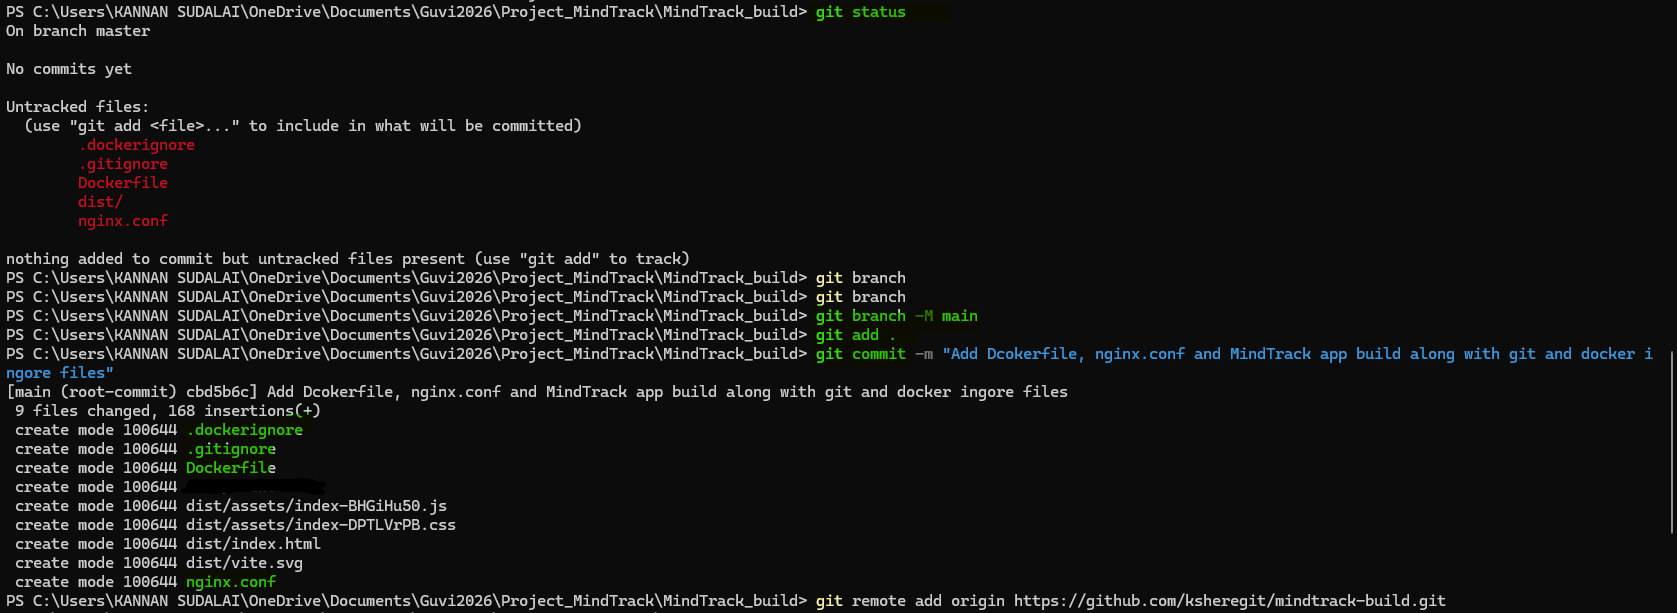 PS C:\Users\KANNAN SUDALAI\OneDrive\Documents\Guvi2026\Project_MindTrack\MindTrack_build> git status
On branch master
No commits yet
Untracked files:
(use "git add <file>..." to include in what will be committed)
.dockerignore
.gitignore
Dockerfile
dist/
nginx.conf
nothing added to commit but untracked files present (use "git add" to track)
PS C:\Users\KANNAN SUDALAI\OneDrive\Documents\Guvi2026\Project_MindTrack\MindTrack_build> git branch
PS C:\Users\KANNAN SUDALAI\OneDrive\Documents\Guvi2026\Project_MindTrack\MindTrack_build> git branch
PS C:\Users\KANNAN SUDALAI\OneDrive\Documents\Guvi2026\Project_MindTrack\MindTrack_build> git branch -M main
PS C:\Users\KANNAN SUDALAI\OneDrive\Documents\Guvi2026\Project_MindTrack\MindTrack_build> git add .
PS C:\Users\KANNAN SUDALAI\OneDrive\Documents\Guvi2026\Project_MindTrack\MindTrack_build> git commit -m "Add Dcokerfile, nginx.conf and MindTrack app build along with git and docker i
ngore files"
[main (root-commit) cbd5b6c] Add Dcokerfile, nginx.conf and MindTrack app build along with git and docker ingore files
9 files changed, 168 insertions(+)
create mode 100644 .dockerignore
create mode 100644 .gitignore
create mode 100644 Dockerfile
create mode 100644
create mode 100644 dist/assets/index-BHGiHu50.js
create mode 100644 dist/assets/index-DPTLVrPB.css
create mode 100644 dist/index.html
create mode 100644 dist/vite.svg
create mode 100644 nginx.conf
PS C:\Users\KANNAN SUDALAI\OneDrive\Documents\Guvi2026\Project_MindTrack\MindTrack_build> git remote add origin https://github.com/ksheregit/mindtrack-build.git